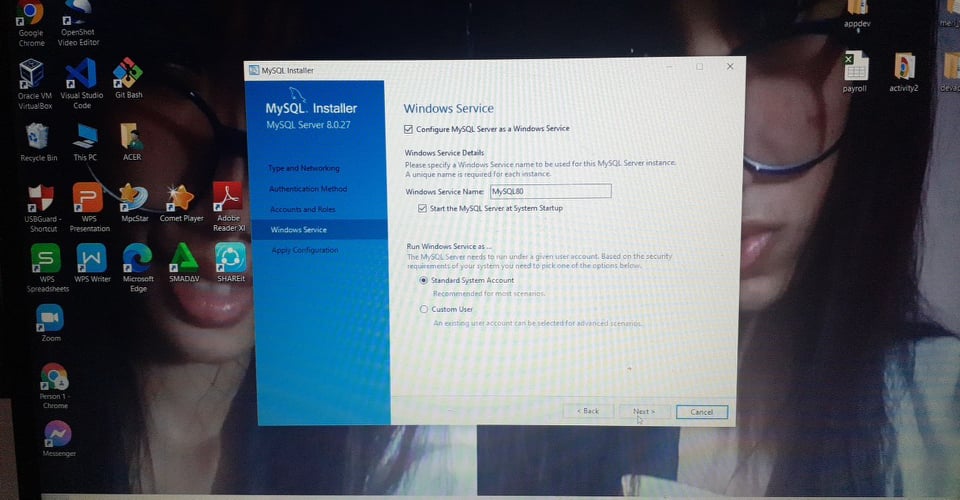 Google
Chrome
OpenShot
Video Editor
Oracle VM
VirtualBox
Visual Studio
Code
Git Bash
Recycle Bin
This PC
ACER
USBGuard -
Shortcut
WPS
Presentation
MpcStar
Comet Player
Adobe
Reader XI
WPS
Spreadsheets
WPS Writer
Microsoft
Edge
SMADAV
SHAREit
Zoom
Person 1 -
Chrome
Messenger
appdev
payroll
activity2
MySQL Installer
MySQL. Installer
MySQL Server 8.0.27
Type and Networking
Authentication Method
Accounts and Roles
Windows Service
Apply Configuration
Windows Service
Configure MySQL Server as a Windows Service
Windows Service Details
Please specify a Windows Service name to be used for this MySQL Server instance.
A unique name is required for each instance.
Windows Service Name: MySQL80
Start the MySQL Server at System Startup
Run Windows Service as ...
The MySQL Server needs to run under a given user account. Based on the security
requirements of your system you need to pick one of the options below.
Standard System Account
Recommended for most scenarios.
Custom User
An existing user account can be selected for advanced scenarios.
< Back
Next >
Cancel